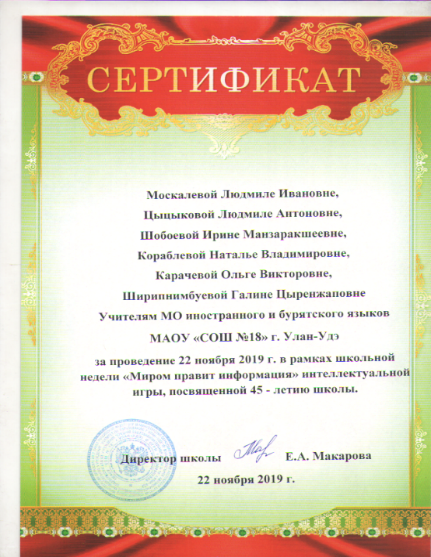 СЕРТИФИКАТ
Москалевой Людмиле Ивановне,
Цыцыковой Людмиле Антоновне,
Шобоевой Ирине Манзаракшеевне,
Кораблевой Наталье Владимировне,
Карачевой Ольге Викторовне,
Ширипнимбуевой Галине Цыренжаповне
Учителям МО иностранного и бурятского языков
МАОУ «СОШ №18» г. Улан-Удэ
за проведение 22 ноября 2019 г. в рамках школьной
недели «Миром правит информация» интеллектуальной
игры, посвященной 45 - летию школы.
Директор школы Е.А. Макарова
22 ноября 2019 г.